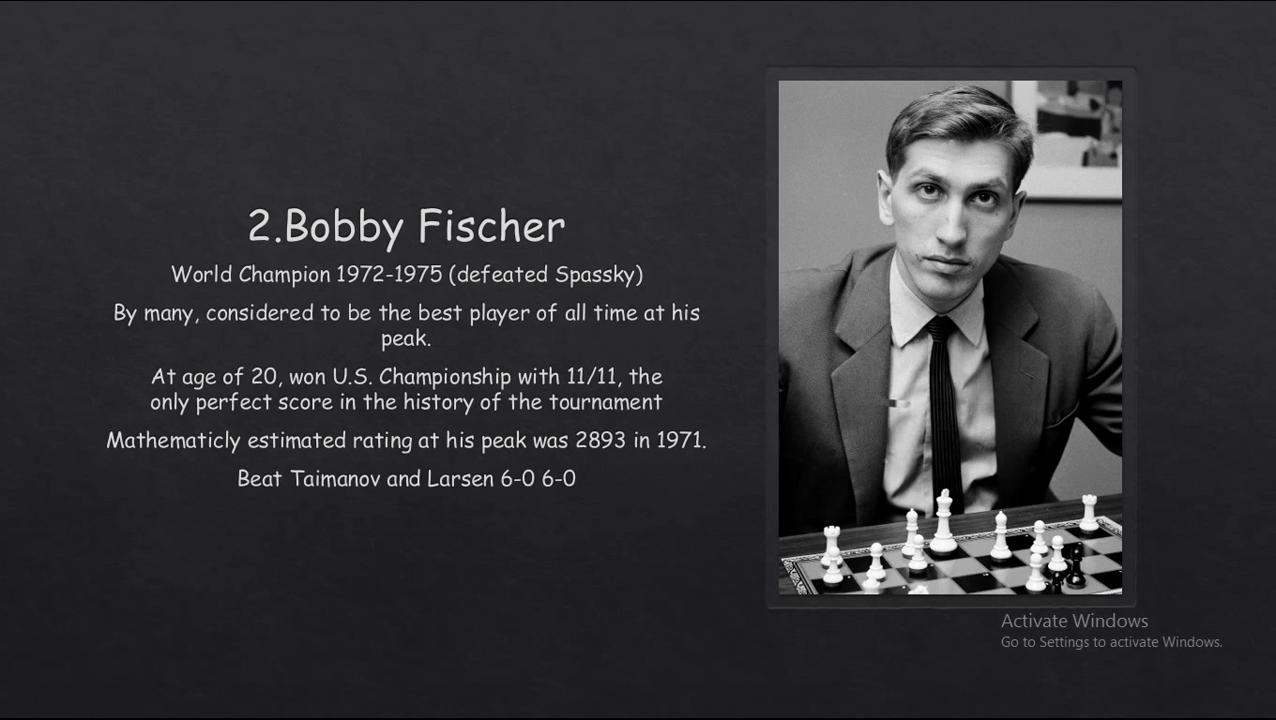 2.Bobby Fischer
World Champion 1972-1975 (defeated Spassky)
By many, considered to be the best player of all time at his
peak.
At age of 20, won U.S. Championship with 11/11, the
only perfect score in the history of the tournament
Mathematicly estimated rating at his peak was 2893 in 1971.
Beat Taimanov and Larsen 6-0 6-0
Activate Windows
Go to Settings to activate Windows.